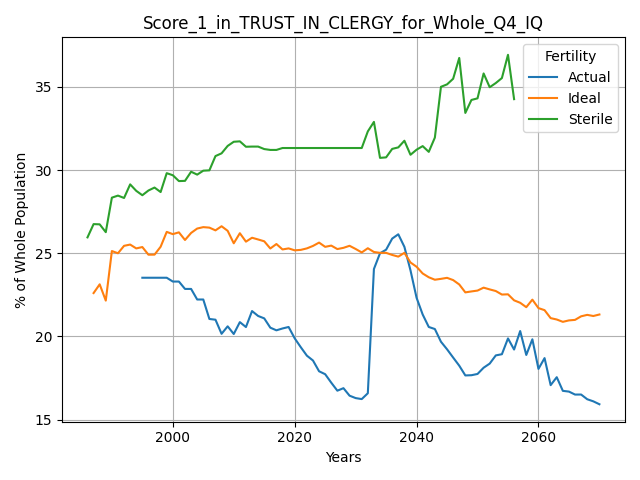 Score_1_in_TRUST_IN_CLERGY_for_Whole_Q4_IQ
Fertility
Actual
Ideal
Sterile
% of Whole Population
35
30
25
20
15
2000
2020
2040
2060
Years